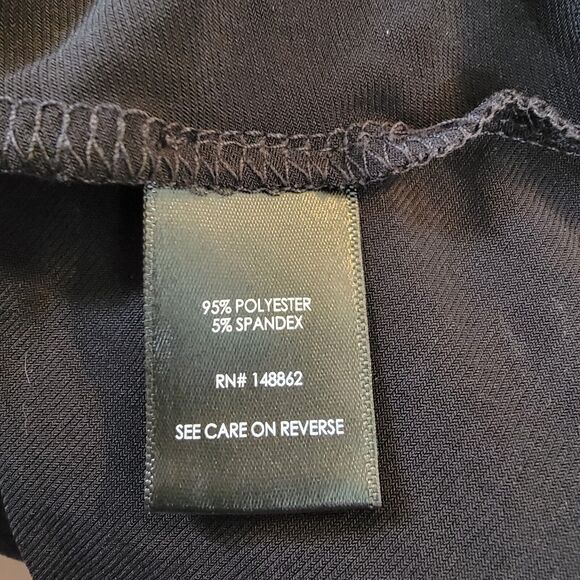 95% POLYESTER
5% SPANDEX
RN# 148862
SEE CARE ON REVERSE